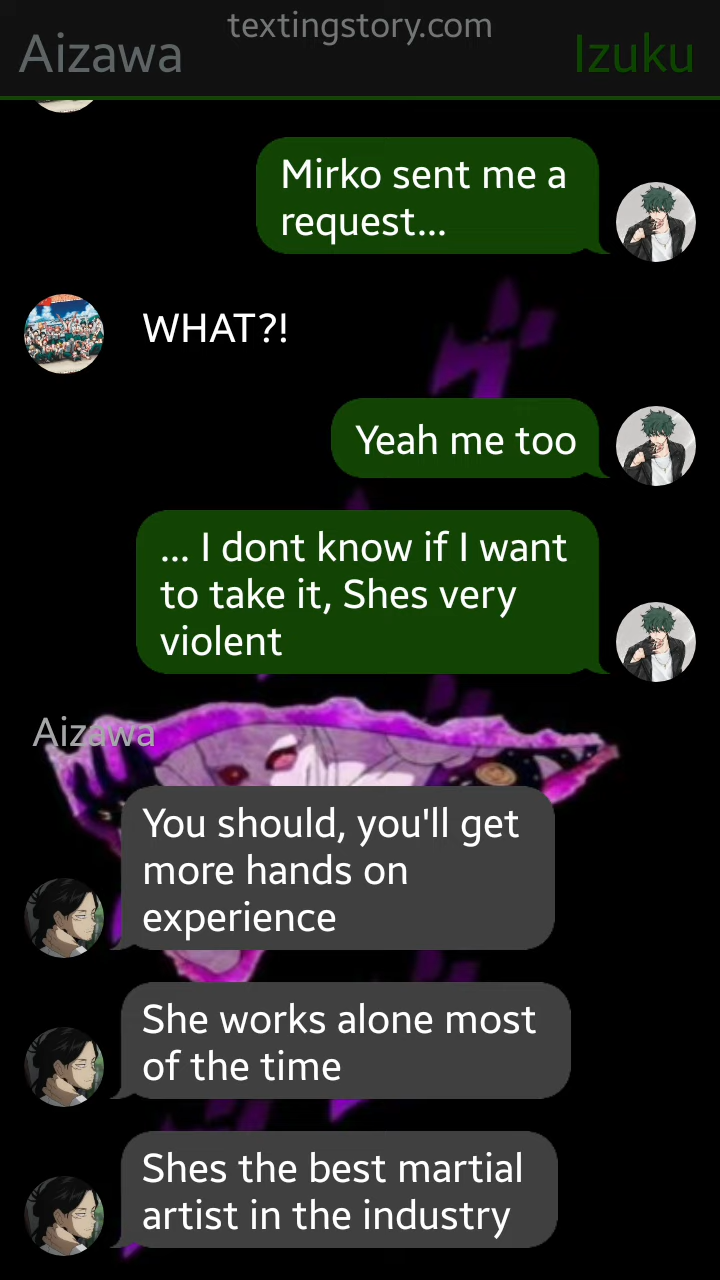 textingstory.com
Aizawa
Izuku
Mirko sent me a
request...
WHAT?!
Yeah me too
... I dont know if I want
to take it, Shes very
violent
Aizawa
You should, you'll get
more hands on
experience
She works alone most
of the time
Shes the best martial
artist in the industry